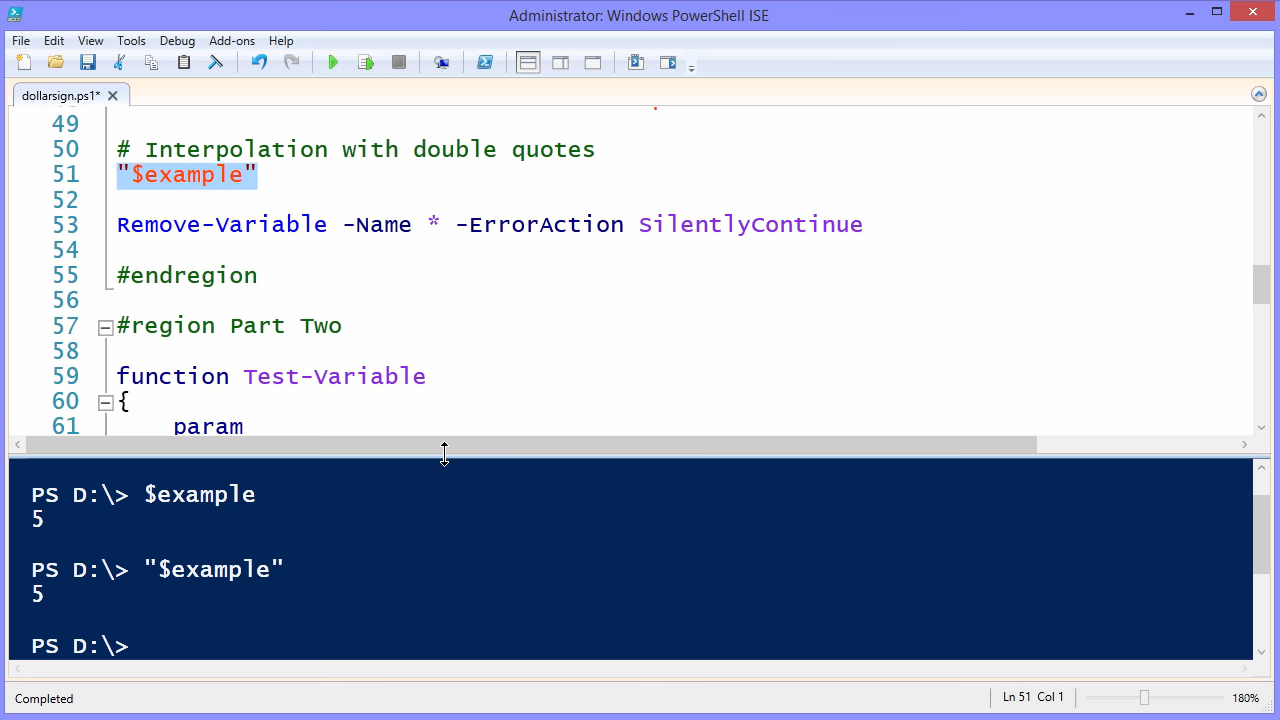 Administrator: Windows PowerShell ISE
File Edit View Tools Debug Add-ons Help
dollarsign.ps1*
49
50 # Interpolation with double quotes
51 "$example"
52
53 Remove-Variable -Name * -ErrorAction SilentlyContinue
54
55 #endregion
56
57 #region Part Two
58
59 function Test-Variable
60 {
61 param
PS D:\> $example
5
PS D:\> "$example"
5
PS D:\>
Completed
Ln 51 Col 1
180%